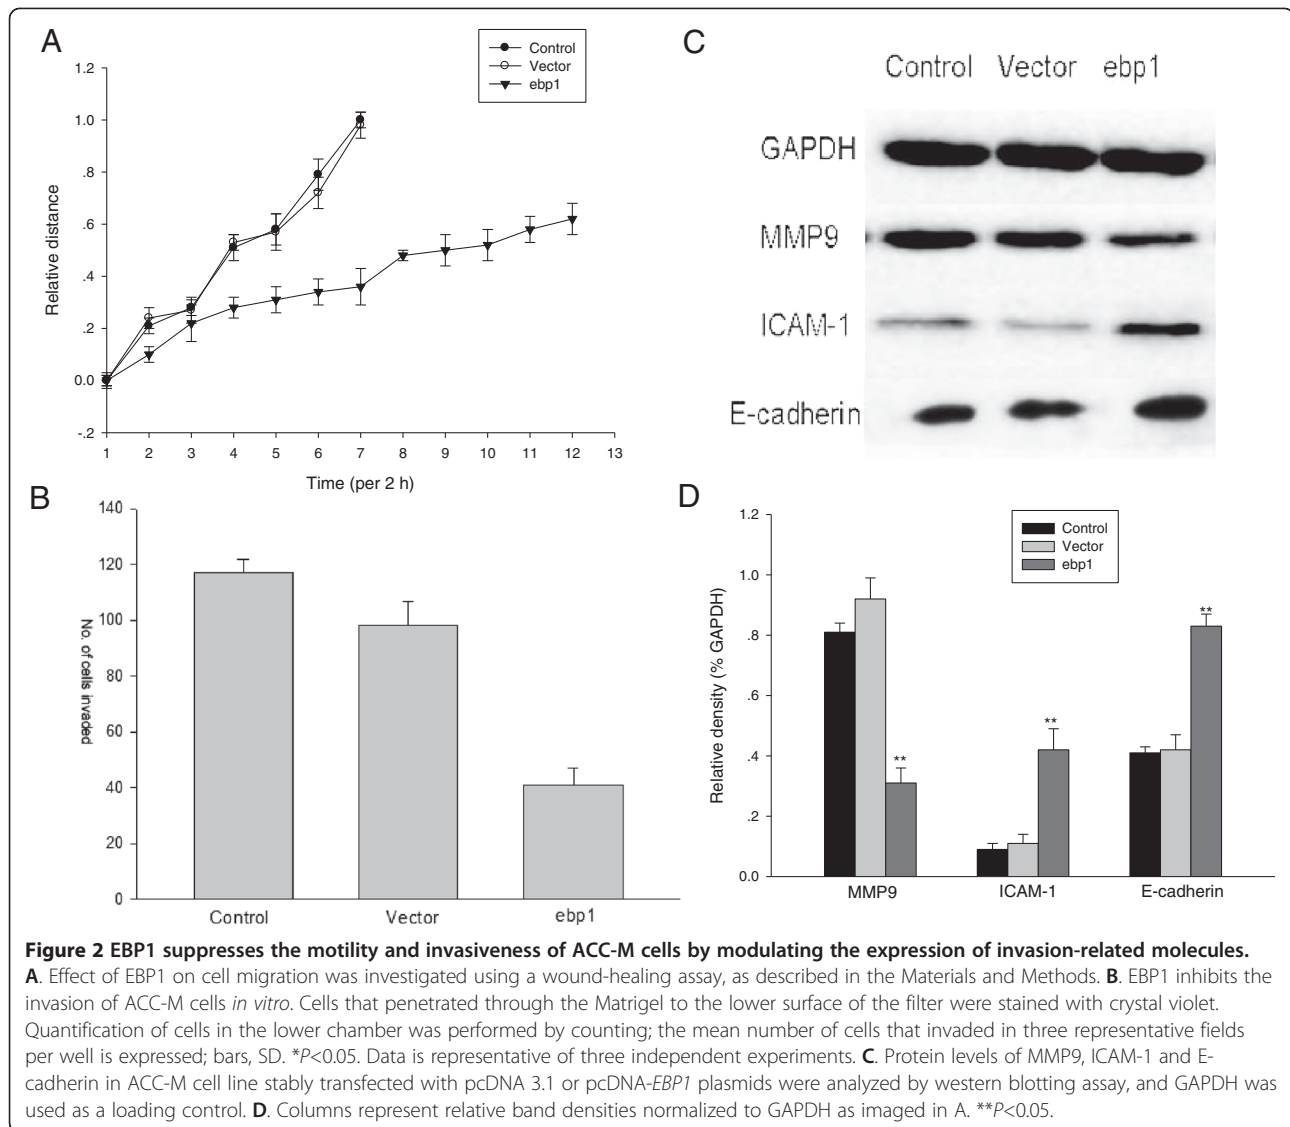 A
Control
Vector
ebp1
1.2
1.0
.8
.6
.4
.2
0.0
-.2
Relative distance
1 2 3 4 5 6 7 8 9 10 11 12 13
Time (per 2 h)
C
Control Vector ebp1
GAPDH
MMP9
ICAM-1
E-cadherin
B
140
120
100
80
60
40
20
0
No. of cells invaded
Control Vector ebp1
D
Control
Vector
ebp1
1.2
1.0
.8
.6
.4
.2
0.0
Relative density (% GAPDH)
**
**
**
MMP9 ICAM-1 E-cadherin
Figure 2 EBP1 suppresses the motility and invasiveness of ACC-M cells by modulating the expression of invasion-related molecules.
A. Effect of EBP1 on cell migration was investigated using a wound-healing assay, as described in the Materials and Methods. B. EBP1 inhibits the
invasion of ACC-M cells in vitro. Cells that penetrated through the Matrigel to the lower surface of the filter were stained with crystal violet.
Quantification of cells in the lower chamber was performed by counting; the mean number of cells that invaded in three representative fields
per well is expressed; bars, SD. *P<0.05. Data is representative of three independent experiments. C. Protein levels of MMP9, ICAM-1 and E-
cadherin in ACC-M cell line stably transfected with pcDNA 3.1 or pcDNA-EBP1 plasmids were analyzed by western blotting assay, and GAPDH was
used as a loading control. D. Columns represent relative band densities normalized to GAPDH as imaged in A. **P<0.05.